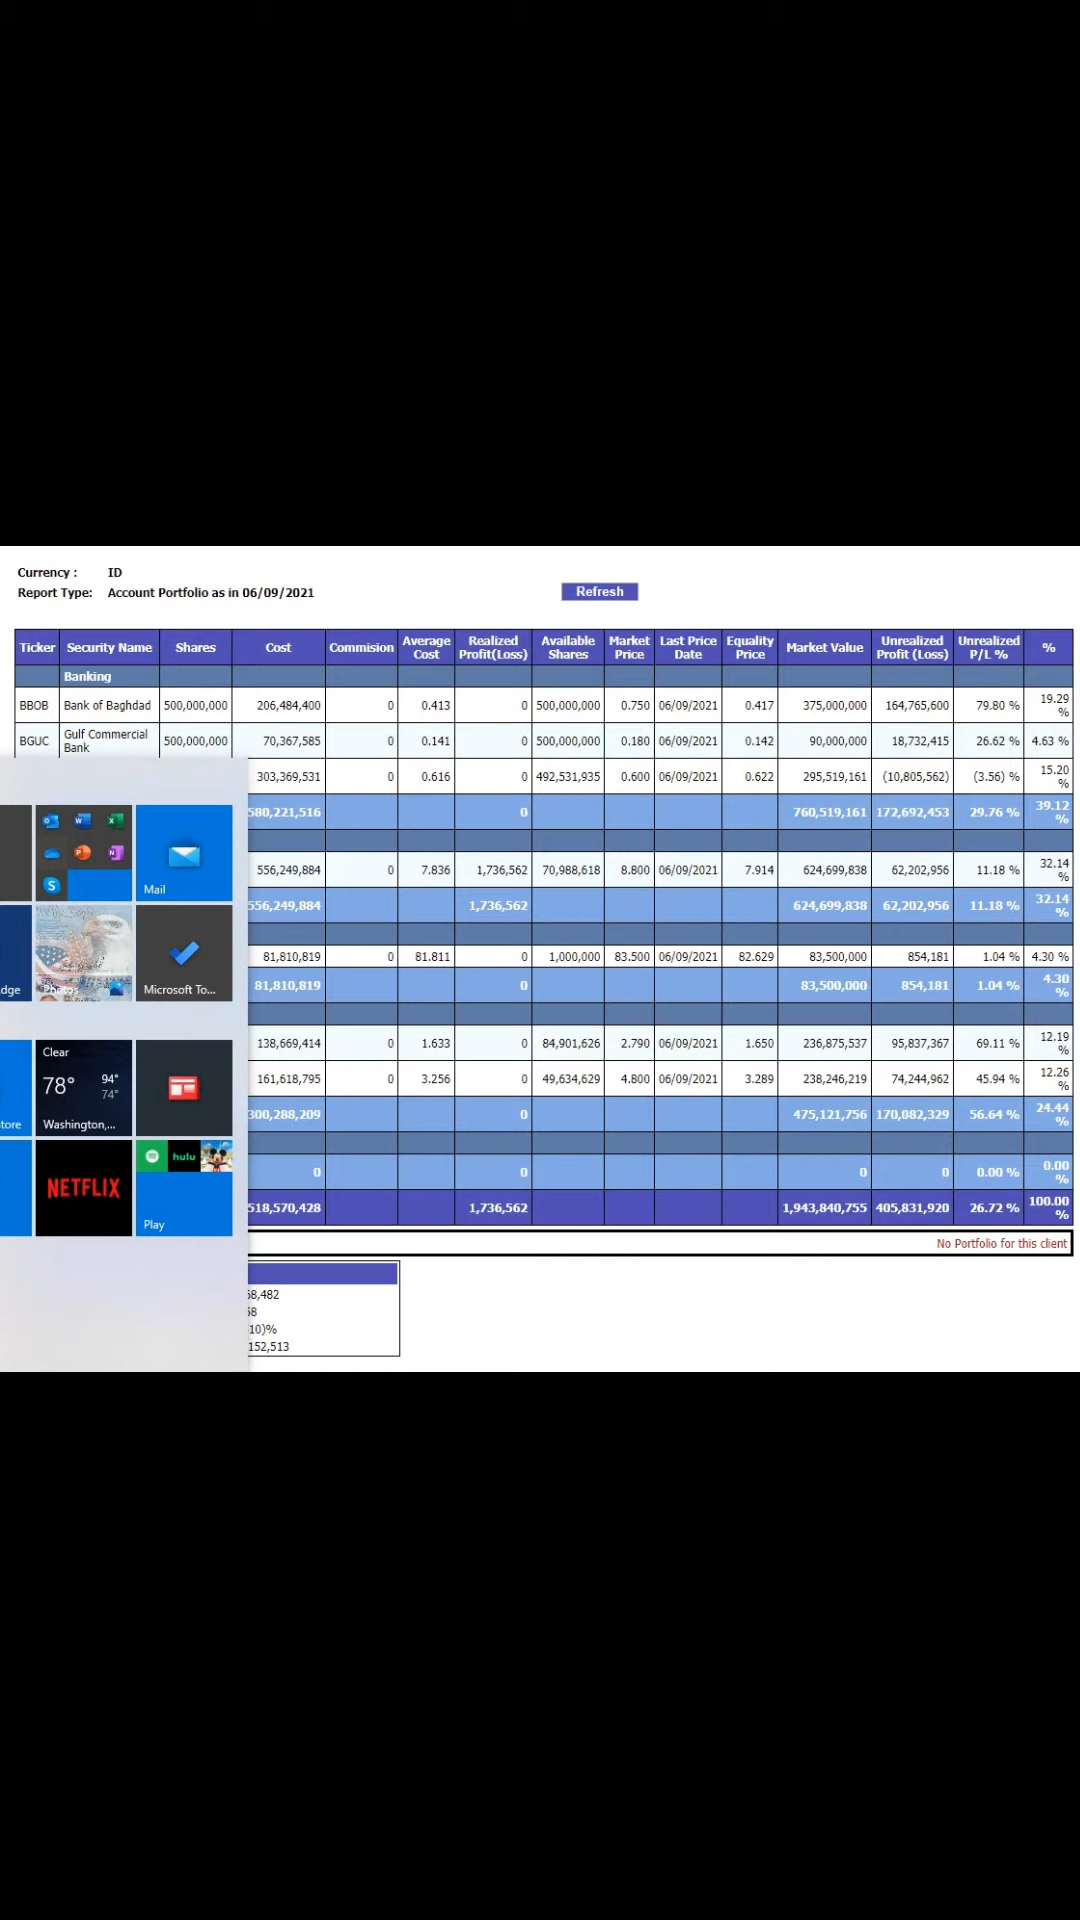 Currency : ID
Report Type: Account Portfolio as in 06/09/2021
Refresh
Ticker Security Name Shares Cost Commision Average Cost Realized Profit(Loss) Available Shares Market Price Last Price Date Equality Price Market Value Unrealized Profit (Loss) Unrealized P/L % %
Banking
BBOB Bank of Baghdad 500,000,000 206,484,400 0 0.413 0 500,000,000 0.750 06/09/2021 0.417 375,000,000 164,765,600 79.80 % 19.29 %
BGUC Gulf Commercial Bank 500,000,000 70,367,585 0 0.141 0 500,000,000 0.180 06/09/2021 0.142 90,000,000 18,732,415 26.62 % 4.63 %
303,369,531 0 0.616 0 492,531,935 0.600 06/09/2021 0.622 295,519,161 (10,805,562) (3.56) % 15.20 %
580,221,516 0 760,519,161 172,692,453 29.76 % 39.12 %
556,249,884 0 7.836 1,736,562 70,988,618 8.800 06/09/2021 7.914 624,699,838 62,202,956 11.18 % 32.14 %
556,249,884 1,736,562 624,699,838 62,202,956 11.18 % 32.14 %
81,810,819 0 81.811 0 1,000,000 83.500 06/09/2021 82.629 83,500,000 854,181 1.04 % 4.30 %
81,810,819 0 83,500,000 854,181 1.04 % 4.30 %
138,669,414 0 1.633 0 84,901,626 2.790 06/09/2021 1.650 236,875,537 95,837,367 69.11 % 12.19 %
161,618,795 0 3.256 0 49,634,629 4.800 06/09/2021 3.289 238,246,219 74,244,962 45.94 % 12.26 %
300,288,209 0 475,121,756 170,082,329 56.64 % 24.44 %
0 0 0 0 0.00 % 0.00 %
518,570,428 1,736,562 1,943,840,755 405,831,920 26.72 % 100.00 %
No Portfolio for this client
68,482
58
10)%
152,513
Mail
dge
Photos
Microsoft To...
Clear
78° 94°
74°
tore
Washington,...
NETFLIX
hulu
Play